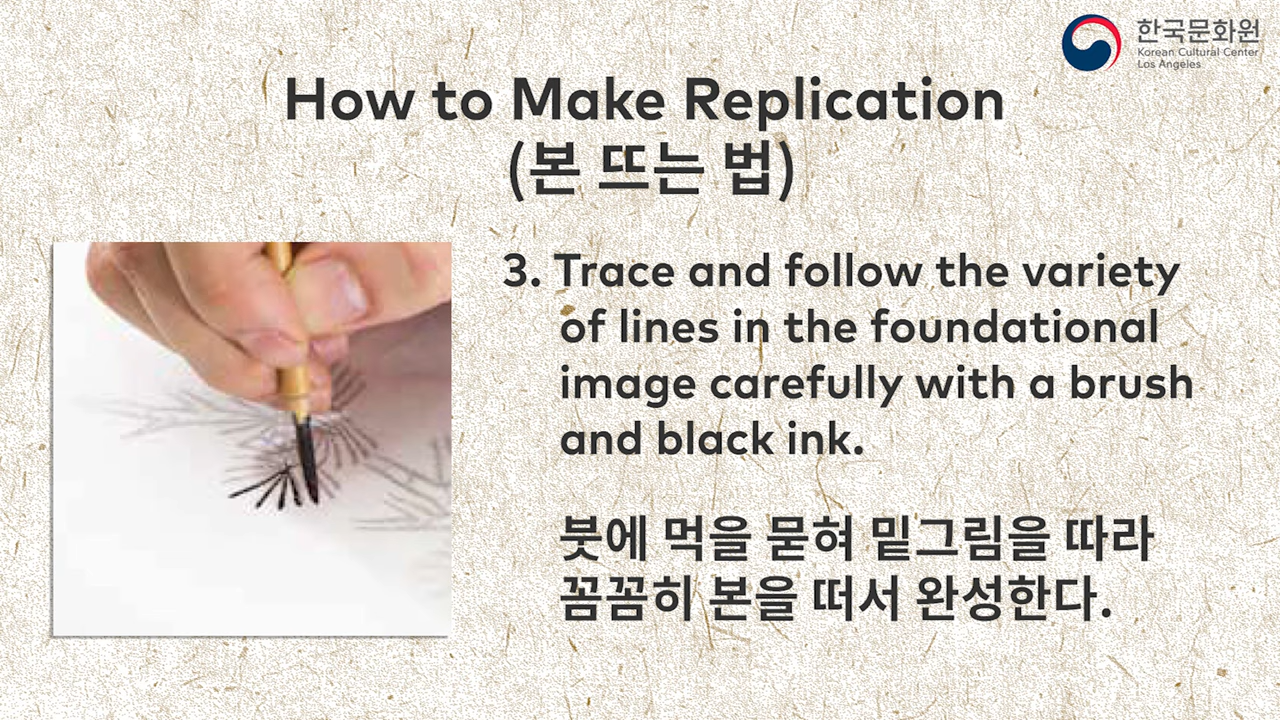 한국문화원
Korean Cultural Center
Los Angeles
How to Make Replication
(본 뜨는 법)
3. Trace and follow the variety
of lines in the foundational
image carefully with a brush
and black ink.
붓에 먹을 묻혀 밑그림을 따라
꼼꼼히 본을 떠서 완성한다.